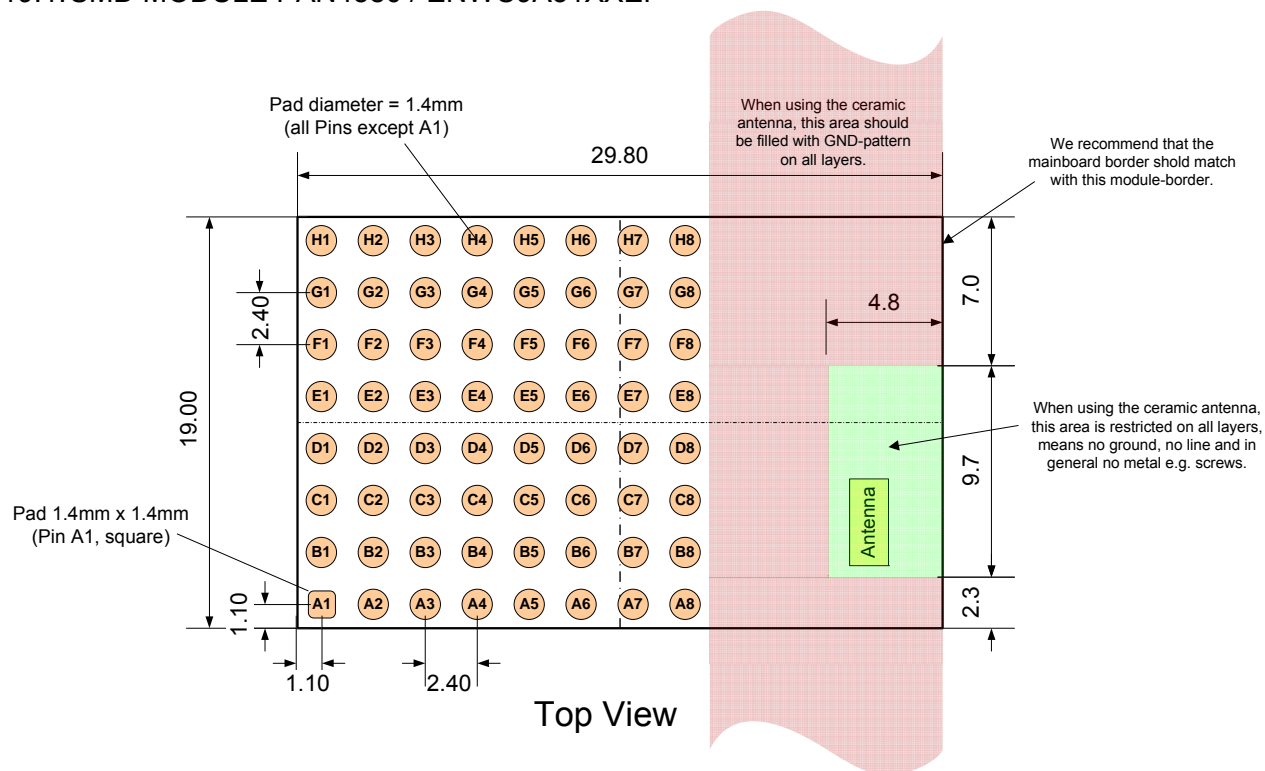 Pad diameter = 1.4mm
(all Pins except A1)
When using the ceramic
antenna, this area should
be filled with GND-pattern
on all layers.
We recommend that the
mainboard border shold match
with this module-border.
29.80
H1 H2 H3 H4 H5 H6 H7 H8
G1 G2 G3 G4 G5 G6 G7 G8
F1 F2 F3 F4 F5 F6 F7 F8
E1 E2 E3 E4 E5 E6 E7 E8
D1 D2 D3 D4 D5 D6 D7 D8
C1 C2 C3 C4 C5 C6 C7 C8
B1 B2 B3 B4 B5 B6 B7 B8
A1 A2 A3 A4 A5 A6 A7 A8
2.40
19.00
4.8
7.0
When using the ceramic antenna,
this area is restricted on all layers,
means no ground, no line and in
general no metal e.g. screws.
9.7
Antenna
Pad 1.4mm x 1.4mm
(Pin A1, square)
2.3
1.10
1.10
2.40
Top View